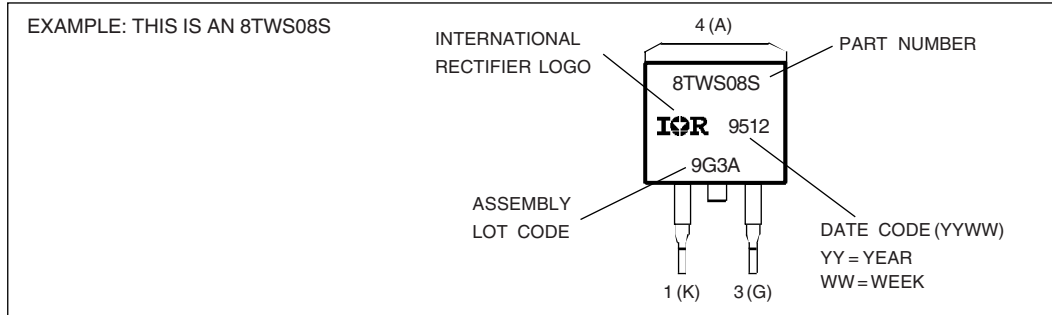 EXAMPLE: THIS IS AN 8TWS08S
INTERNATIONAL
RECTIFIER LOGO
4 (A)
PART NUMBER
8TWS08S
IOR 9512
9G3A
ASSEMBLY
LOT CODE
DATE CODE (YYWW)
YY = YEAR
WW = WEEK
1 (K) 3 (G)